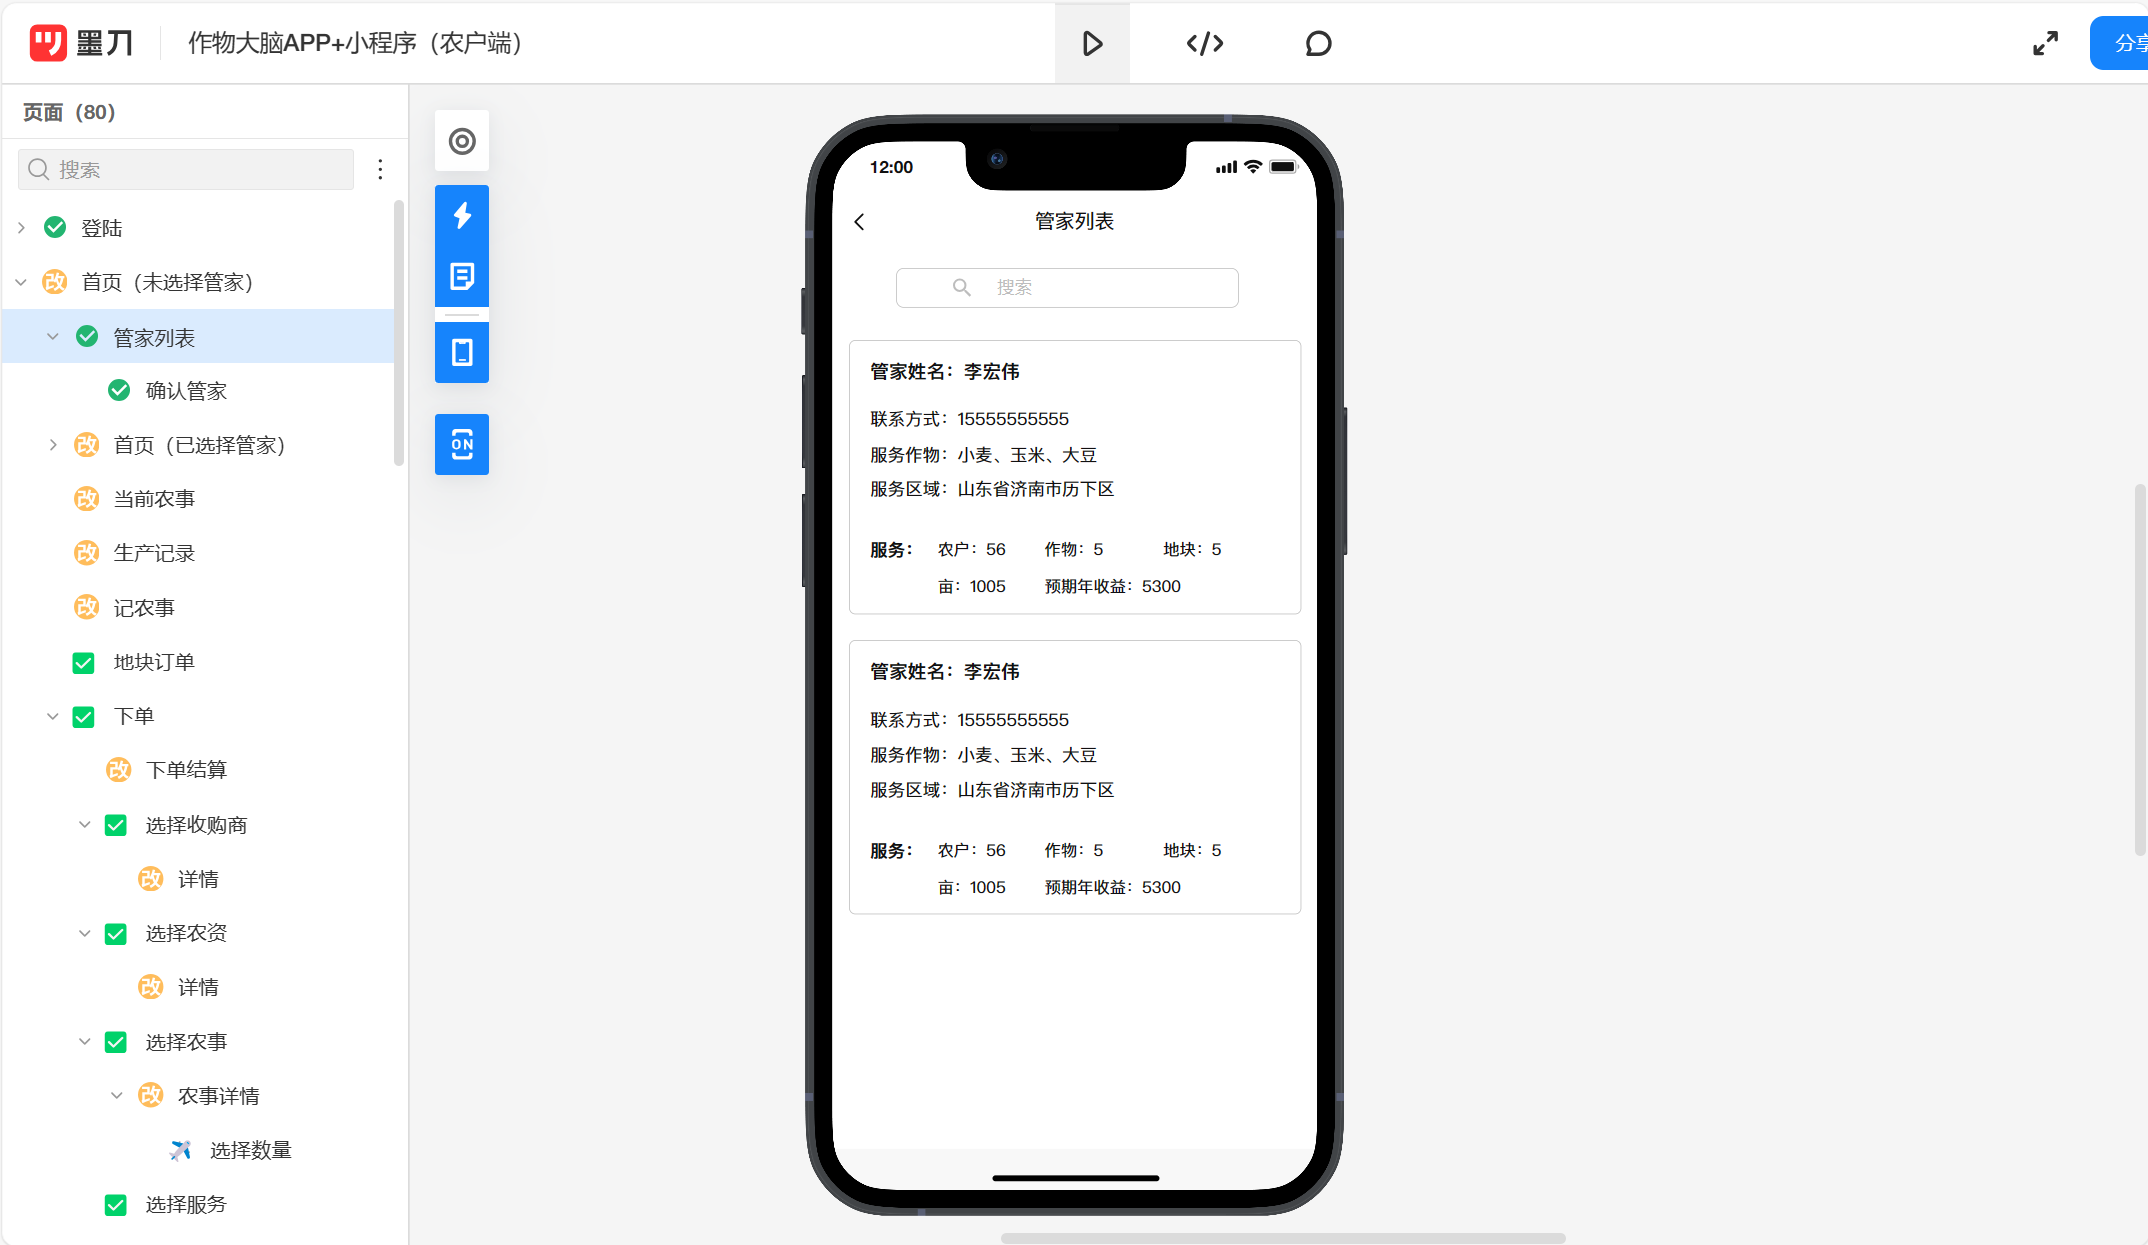 墨刀
作物大脑APP+小程序（农户端）
分享
页面（80）
搜索
登陆
改 首页（未选择管家）
管家列表
确认管家
改 首页（已选择管家）
改 当前农事
改 生产记录
改 记农事
地块订单
下单
改 下单结算
选择收购商
改 详情
选择农资
改 详情
选择农事
改 农事详情
选择数量
选择服务
ON
12:00
管家列表
搜索
管家姓名：李宏伟
联系方式：15555555555
服务作物：小麦、玉米、大豆
服务区域：山东省济南市历下区
服务： 农户：56 作物：5 地块：5
亩：1005 预期年收益：5300
管家姓名：李宏伟
联系方式：15555555555
服务作物：小麦、玉米、大豆
服务区域：山东省济南市历下区
服务： 农户：56 作物：5 地块：5
亩：1005 预期年收益：5300